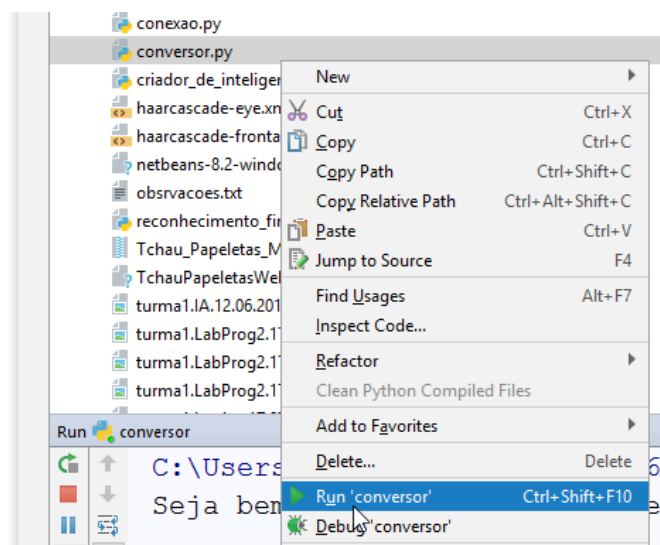 conexao.py
conversor.py
criador_de_inteligen
haarcascade-eye.xn
haarcascade-fronta
netbeans-8.2-windo
obsrvacoes.txt
reconhecimento_fir
Tchau_Papeletas_M
TchauPapeletasWel
turma1.IA.12.06.201
turma1.LabProg2.1
turma1.LabProg2.1
turma1.LabProg2.1
New
Cut Ctrl+X
Copy Ctrl+C
Copy Path Ctrl+Shift+C
Copy Relative Path Ctrl+Alt+Shift+C
Paste Ctrl+V
Jump to Source F4
Find Usages Alt+F7
Inspect Code...
Refactor
Clean Python Compiled Files
Add to Favorites
Delete... Delete
Run 'conversor' Ctrl+Shift+F10
Debug 'conversor'
Run conversor
C:\Users
Seja ben